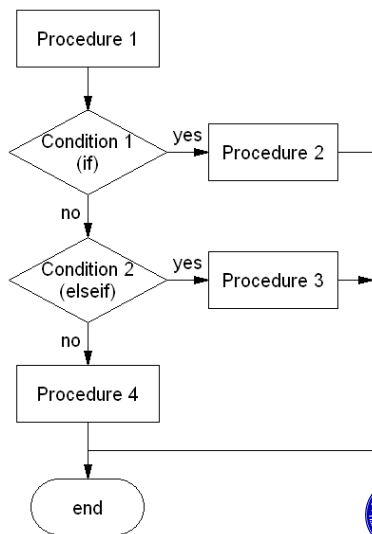 Procedure 1
Condition 1
(if)
yes
Procedure 2
no
Condition 2
(elseif)
yes
Procedure 3
no
Procedure 4
end